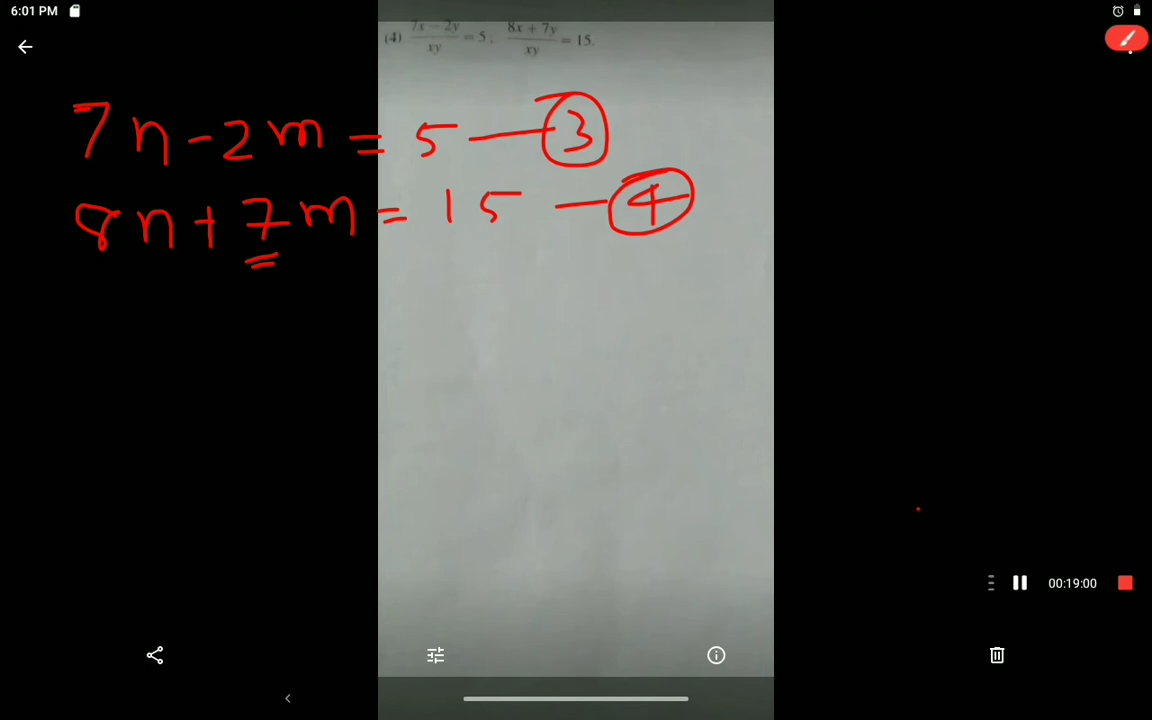 6:01 PM
(4) 7x − 2y / xy = 5, 8x + 7y / xy = 15.
7n - 2m = 5 — 3
8n + 7m = 15 — 4
00:19:00